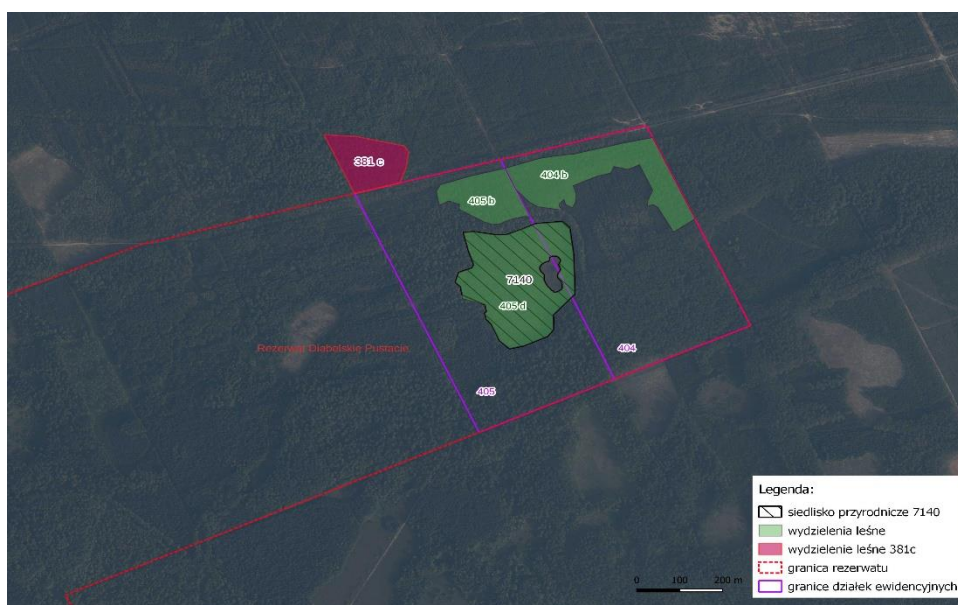 381 c
404 b
405 b
7140
405 d
Rezerwat Diabelskie Pustacie
404
405
Legenda:
siedlisko przyrodnicze 7140
wydzielenia leśne
wydzielenie leśne 381c
granica rezerwatu
granice działek ewidencyjnych
0 100 200 m